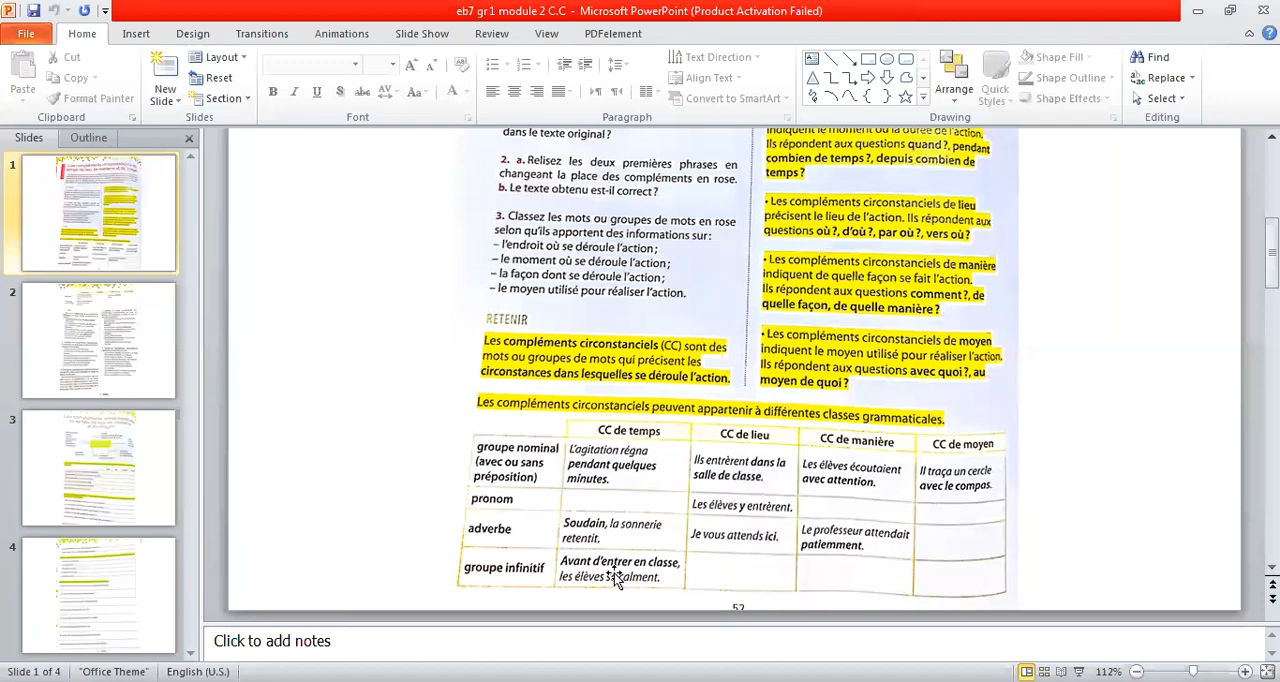 eb7 gr1 module 2 C.C - Microsoft PowerPoint (Product Activation Failed)
File Home Insert Design Transitions Animations Slide Show Review View PDFelement
Paste
Cut
Copy
Format Painter
Clipboard
New Slide
Layout
Reset
Section
Slides
Font
Paragraph
Text Direction
Align Text
Convert to SmartArt
Arrange
Quick Styles
Shape Fill
Shape Outline
Shape Effects
Drawing
Find
Replace
Select
Editing
Slides Outline
1
2
3
4
dans le texte original ?
Relisez les deux premières phrases en
la place des compléments en rose.
b. Le texte obtenu est-il correct ?
3. Classez les mots ou groupes de mots en rose
selon qu'ils apportent des informations sur :
– l'endroit où se déroule l'action ;
– le moment où se déroule l'action ;
– la façon dont se déroule l'action ;
– le moyen utilisé pour réaliser l'action.
RETENIR
Les compléments circonstanciels (CC) sont des
mots ou groupes de mots qui précisent les
circonstances dans lesquelles se déroule l'action.
indiquent le moment ou la durée de l'action.
Ils répondent aux questions quand ?, pendant
combien de temps ?, depuis combien de
temps ?
• Les compléments circonstanciels de lieu
précisent le lieu de l'action. Ils répondent aux
questions où ?, d'où ?, par où ?, vers où ?
• Les compléments circonstanciels de manière
indiquent de quelle façon se fait l'action.
Ils répondent aux questions comment ?, de
quelle façon, de quelle manière ?
• Les compléments circonstanciels de moyen
indiquent le moyen utilisé pour réaliser l'action.
Ils répondent aux questions avec quoi ?, au
moyen de quoi ?
Les compléments circonstanciels peuvent appartenir à différentes classes grammaticales.
CC de temps CC de lieu CC de manière CC de moyen
groupe nominal
(avec ou sans
préposition)
L'agitation régna
pendant quelques
minutes.
Ils entrèrent dans la
salle de classe.
Les élèves écoutaient
avec attention.
Il trace un cercle
avec le compas.
pronom
Les élèves y entrèrent.
adverbe
Soudain, la sonnerie
retentit.
Je vous attends ici.
Le professeur attendait
patiemment.
groupe infinitif
Avant d'entrer en classe,
les élèves
52
Click to add notes
Slide 1 of 4 "Office Theme" English (U.S.) 112%